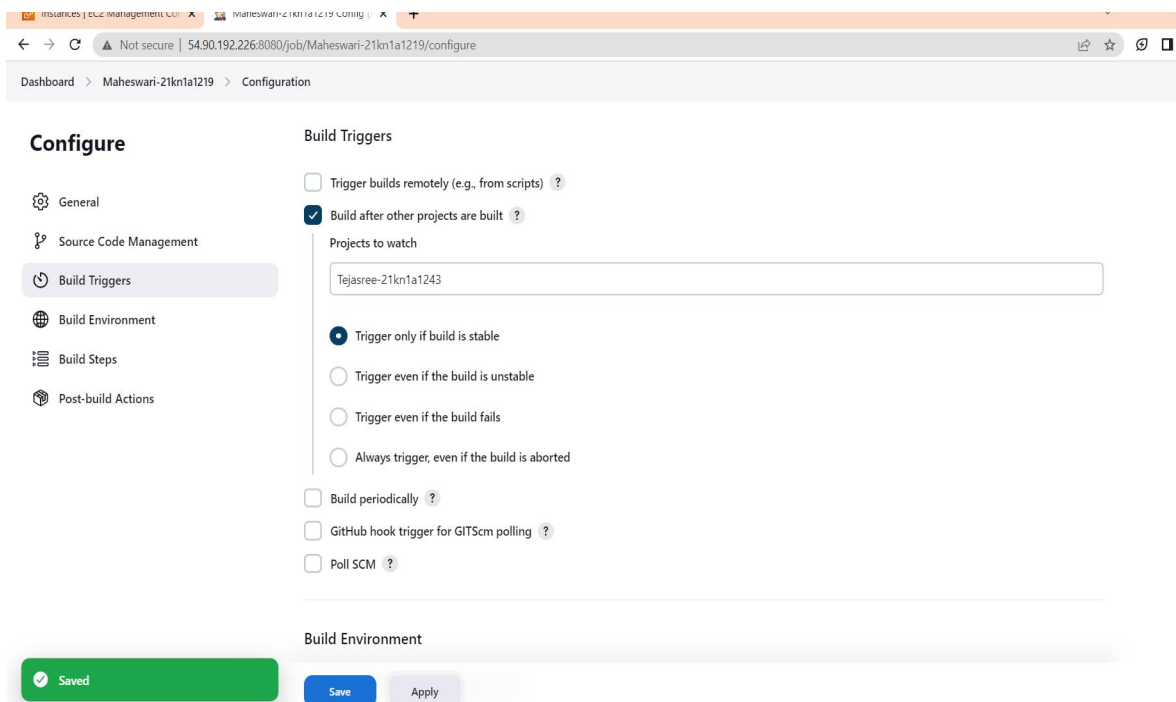 Instances | EC2 Management Con X Maheswari-21kn1a1219 Config [ X +
Not secure | 54.90.192.226:8080/job/Maheswari-21kn1a1219/configure
Dashboard > Maheswari-21kn1a1219 > Configuration
Configure
General
Source Code Management
Build Triggers
Build Environment
Build Steps
Post-build Actions
Build Triggers
Trigger builds remotely (e.g., from scripts) ?
Build after other projects are built ?
Projects to watch
Tejasree-21kn1a1243
Trigger only if build is stable
Trigger even if the build is unstable
Trigger even if the build fails
Always trigger, even if the build is aborted
Build periodically ?
GitHub hook trigger for GITScm polling ?
Poll SCM ?
Build Environment
Saved
Save Apply